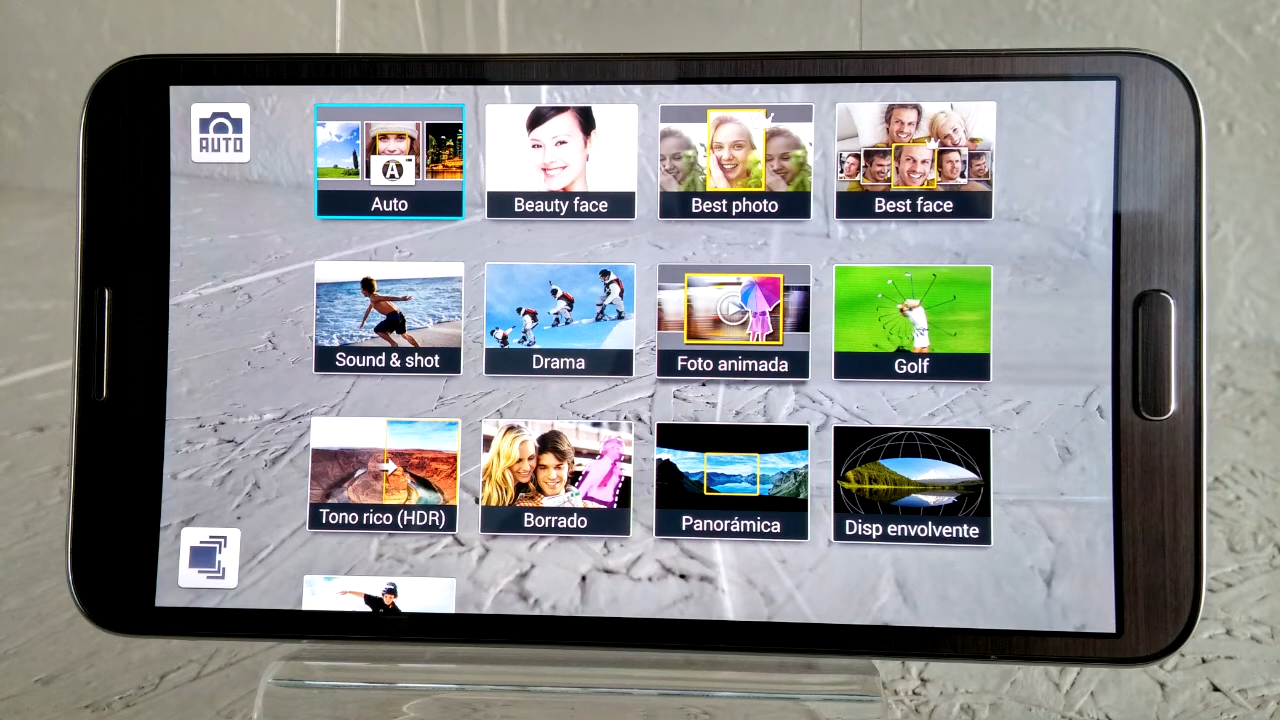 AUTO
A
Auto
Beauty face
Best photo
Best face
Sound & shot
Drama
Foto animada
Golf
Tono rico (HDR)
Borrado
Panorámica
Disp envolvente